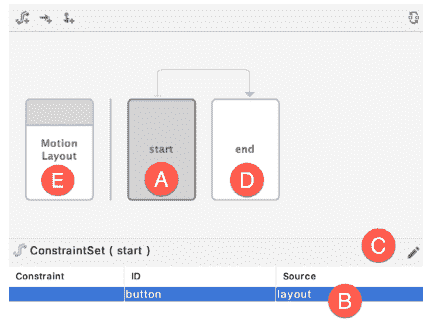 Motion
Layout
E
start
A
end
D
ConstraintSet ( start )
C
Constraint ID Source
button layout
B